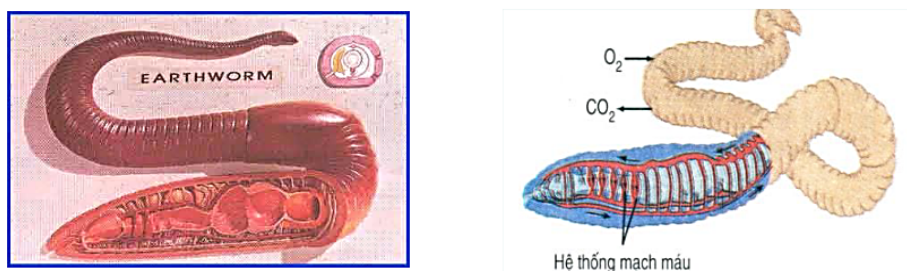 EARTHWORM
O₂
CO₂
Hệ thống mạch máu